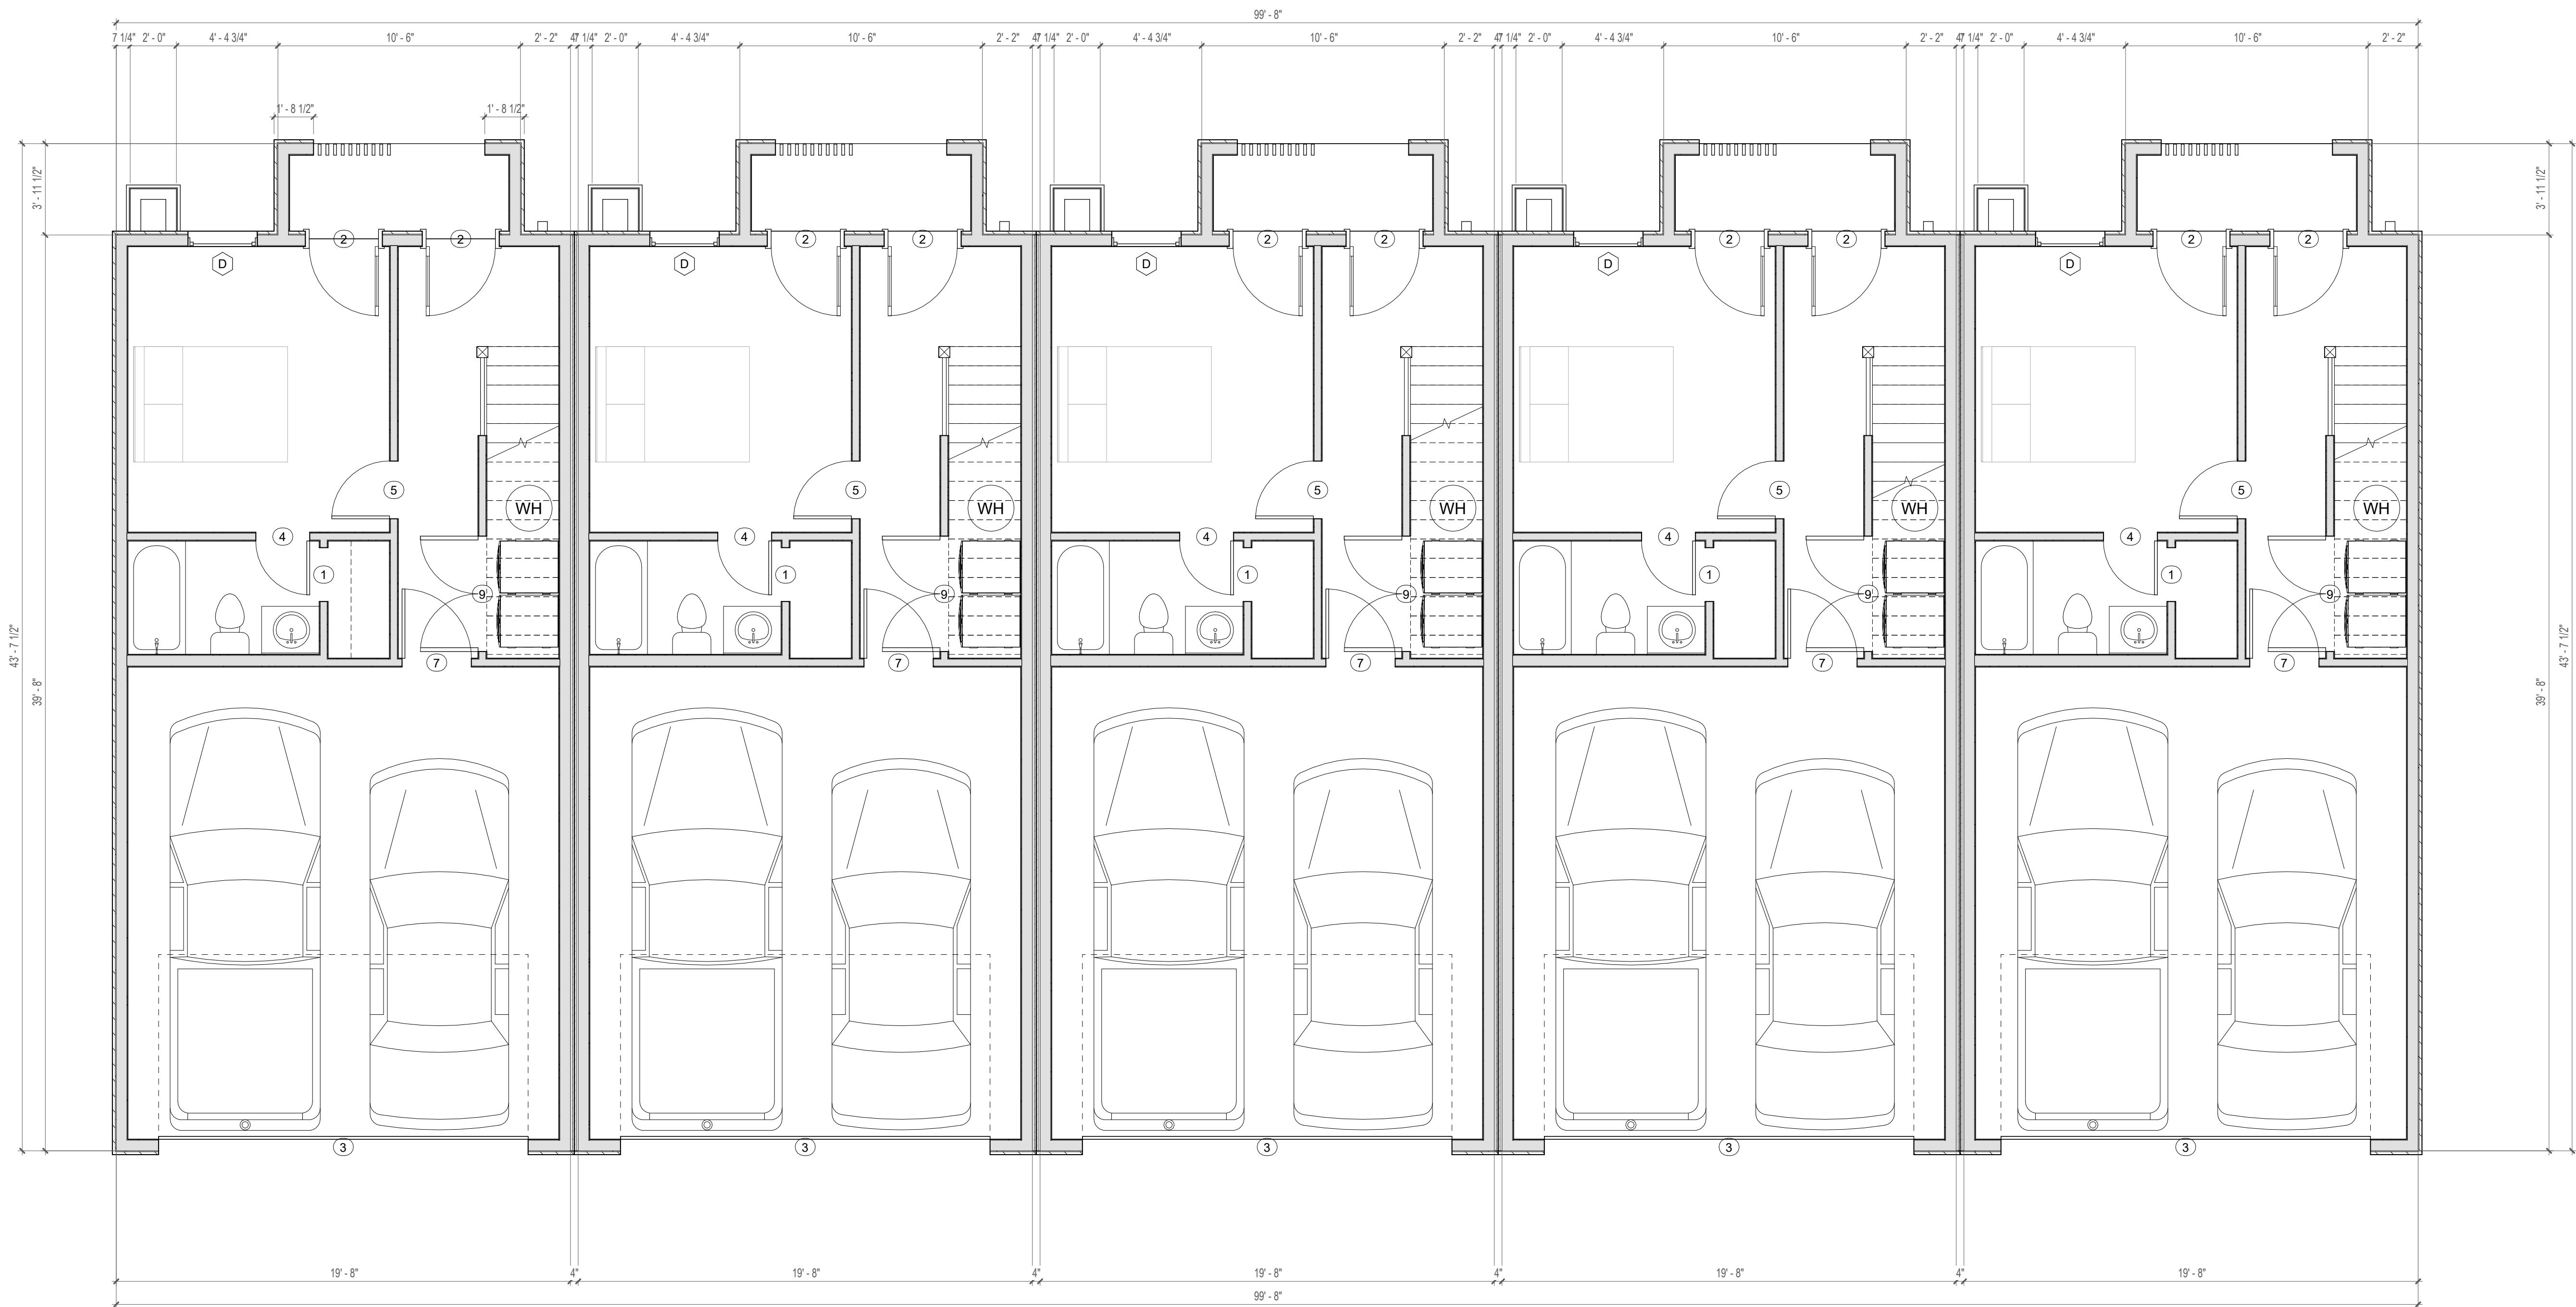 99' - 8"
7 1/4" 2' - 0" 4' - 4 3/4" 10' - 6" 2' - 2" 4" 7 1/4" 2' - 0" 4' - 4 3/4" 10' - 6" 2' - 2" 4" 7 1/4" 2' - 0" 4' - 4 3/4" 10' - 6" 2' - 2" 4" 7 1/4" 2' - 0" 4' - 4 3/4" 10' - 6" 2' - 2" 4" 7 1/4" 2' - 0" 4' - 4 3/4" 10' - 6" 2' - 2"
1' - 8 1/2" 1' - 8 1/2"
3' - 11 1/2" 3' - 11 1/2"
2 2 2 2 2 2 2 2 2 2
D D D D D
5 5 5 5 5
WH WH WH WH WH
4 4 4 4 4
1 1 1 1 1
9 9 9 9 9
7 7 7 7 7
43' - 7 1/2" 39' - 8" 39' - 8" 43' - 7 1/2"
3 3 3 3 3
19' - 8" 4" 19' - 8" 4" 19' - 8" 4" 19' - 8" 4" 19' - 8"
99' - 8"